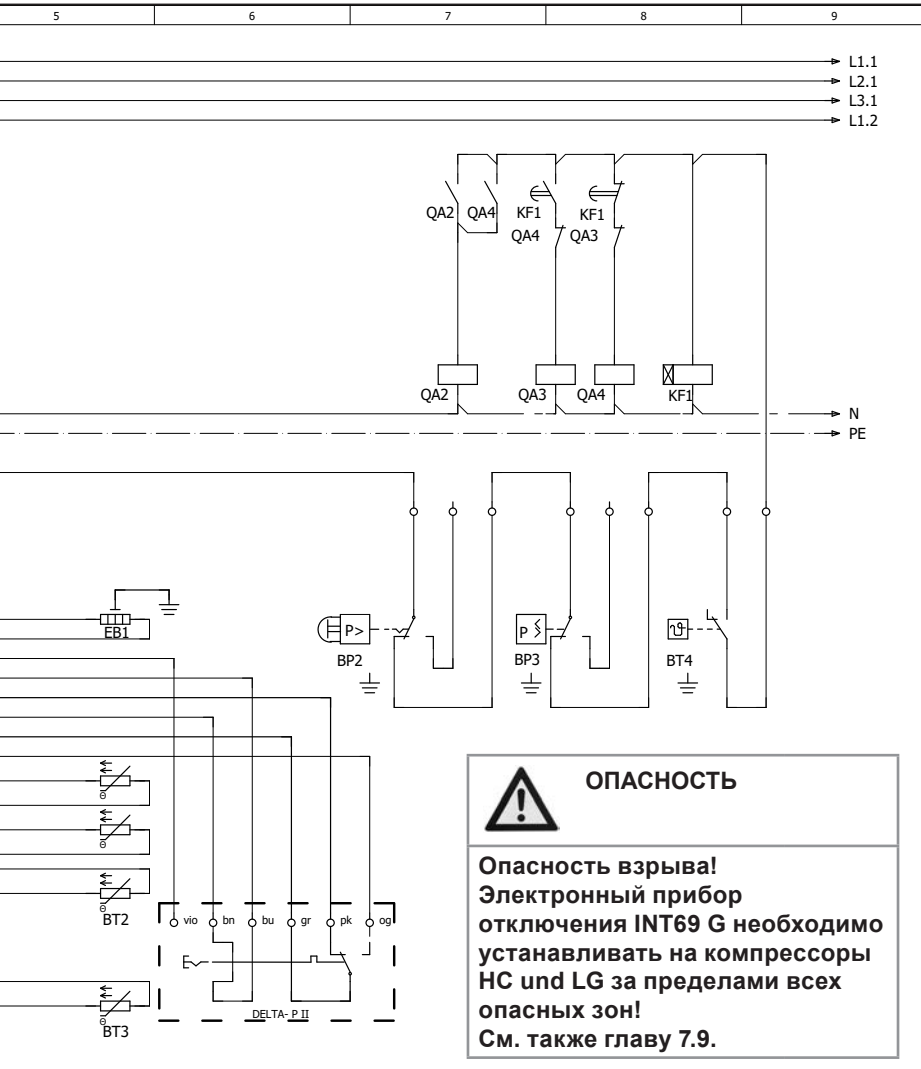 5 6 7 8 9
L1.1
L2.1
L3.1
L1.2
QA2 QA4 KF1 KF1
QA4 QA3
QA2 QA3 QA4 KF1
N
PE
EB1
P> P
BP2 BP3 BT4
Θ
Θ
Θ
BT2
vio bn bu gr pk og
DELTA- P II
Θ
BT3
ОПАСНОСТЬ
Опасность взрыва!
Электронный прибор
отключения INT69 G необходимо
устанавливать на компрессоры
HC und LG за пределами всех
опасных зон!
См. также главу 7.9.